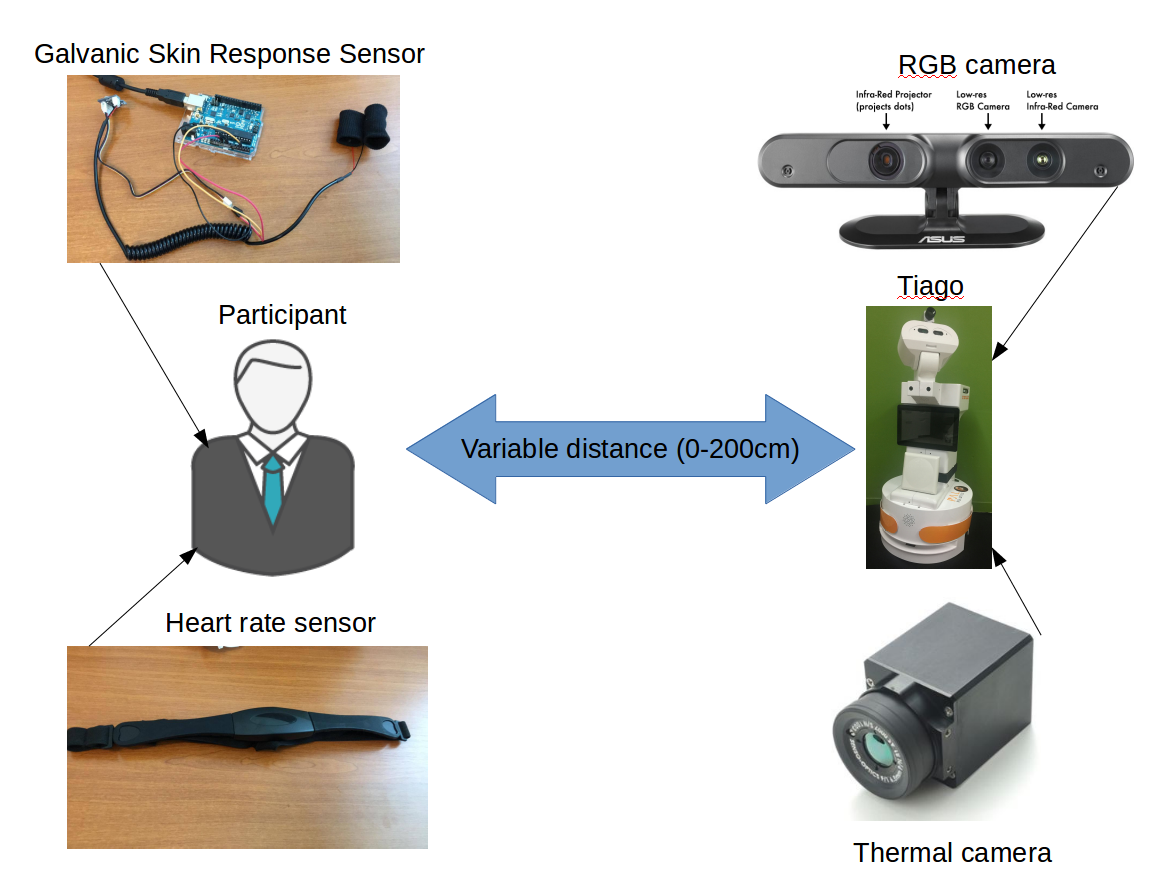 Galvanic Skin Response Sensor
RGB camera
Infra-Red Projector
(projects dots)
Low-res
RGB Camera
Low-res
Infra-Red Camera
ASUS
Participant
Tiago
Variable distance (0-200cm)
Heart rate sensor
Thermal camera